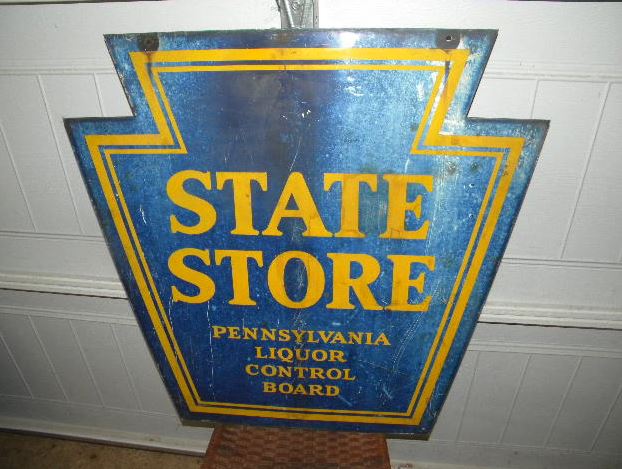 STATE
STORE
PENNSYLVANIA
LIQUOR
CONTROL
BOARD